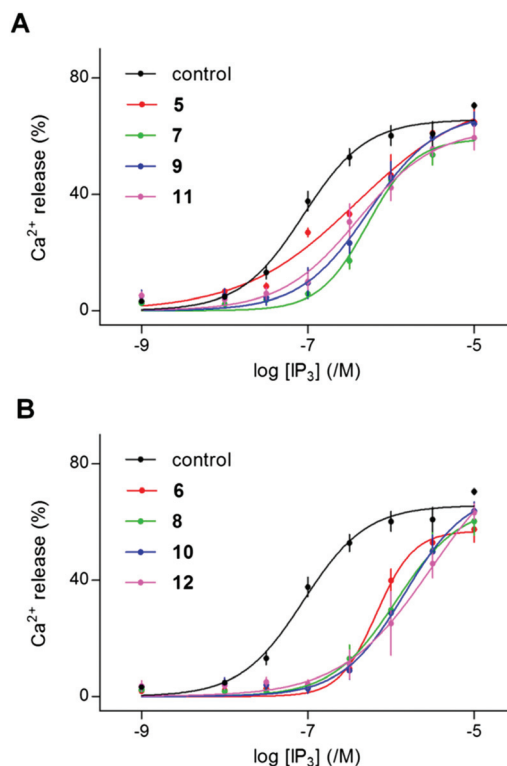 A
control
5
7
9
11
80
40
0
Ca²⁺ release (%)
-9
-7
-5
log [IP₃] (/M)
B
control
6
8
10
12
80
40
0
Ca²⁺ release (%)
-9
-7
-5
log [IP₃] (/M)